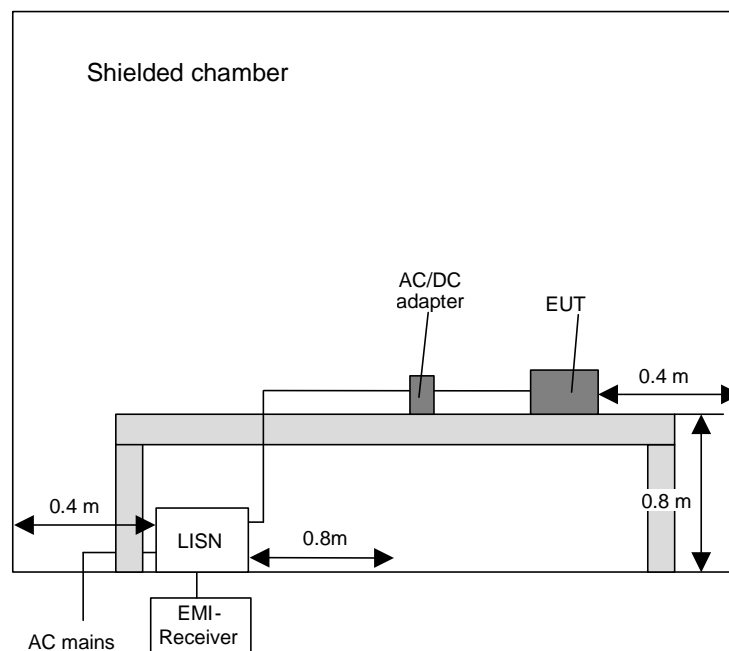 Shielded chamber
AC/DC
adapter
EUT
0.4 m
0.4 m
0.8 m
LISN
0.8m
EMI-
Receiver
AC mains